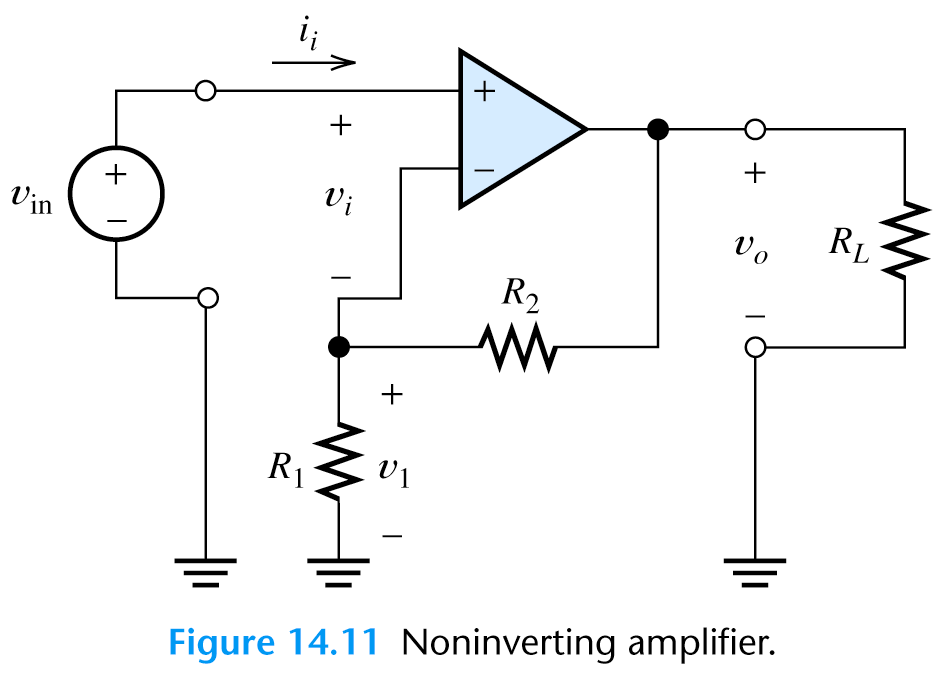 i_i
+
−
+
v_i
−
v_in
+
−
+
v_o
−
R_L
R_2
+
R_1
v_1
−
Figure 14.11 Noninverting amplifier.